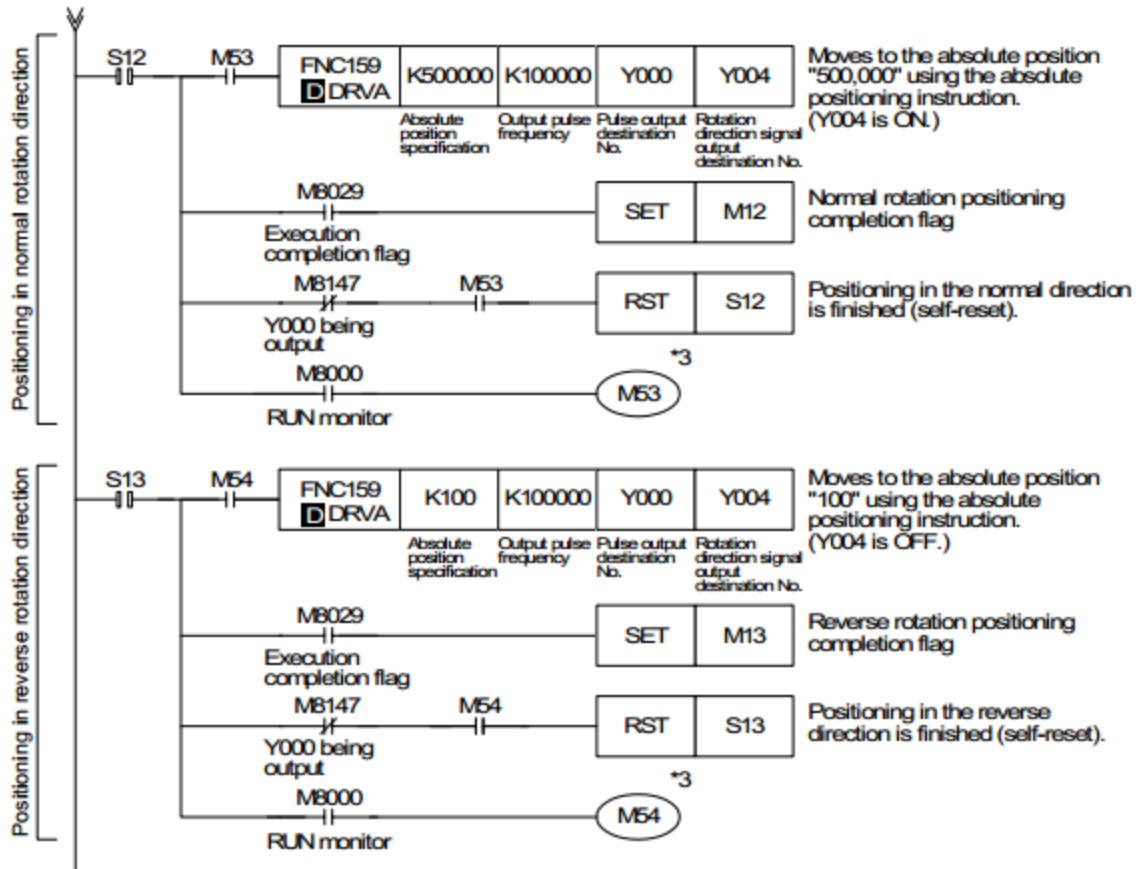 Positioning in normal rotation direction
S12
M53
FNC159
D DRVA
K500000
K100000
Y000
Y004
Absolute
position
specification
Output pulse
frequency
Pulse output
destination
No.
Rotation
direction signal
output
destination No.
Moves to the absolute position
"500,000" using the absolute
positioning instruction.
(Y004 is ON.)
M8029
Execution
completion flag
SET
M12
Normal rotation positioning
completion flag
M8147
Y000 being
output
M53
RST
S12
Positioning in the normal direction
is finished (self-reset).
M8000
RUN monitor
M53
*3
Positioning in reverse rotation direction
S13
M54
FNC159
D DRVA
K100
K100000
Y000
Y004
Absolute
position
specification
Output pulse
frequency
Pulse output
destination
No.
Rotation
direction signal
output
destination No.
Moves to the absolute position
"100" using the absolute
positioning instruction.
(Y004 is OFF.)
M8029
Execution
completion flag
SET
M13
Reverse rotation positioning
completion flag
M8147
Y000 being
output
M54
RST
S13
Positioning in the reverse
direction is finished (self-reset).
M8000
RUN monitor
M54
*3